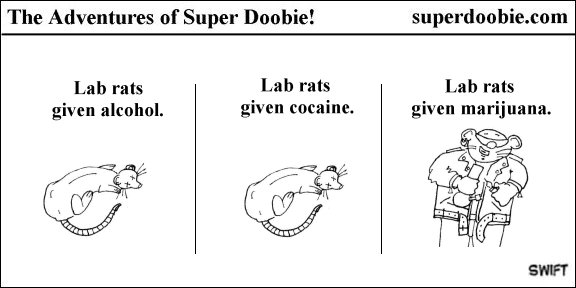 The Adventures of Super Doobie! superdoobie.com
Lab rats
given alcohol.
Lab rats
given cocaine.
Lab rats
given marijuana.
SWIFT